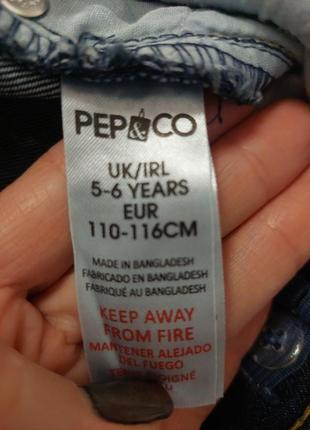 PEP&CO
UK/IRL
5-6 YEARS
EUR
110-116CM
MADE IN BANGLADESH
FABRICADO EN BANGLADESH
FABRIQUÉ AU BANGLADESH
KEEP AWAY
FROM FIRE
MANTENER ALEJADO
DEL FUEGO